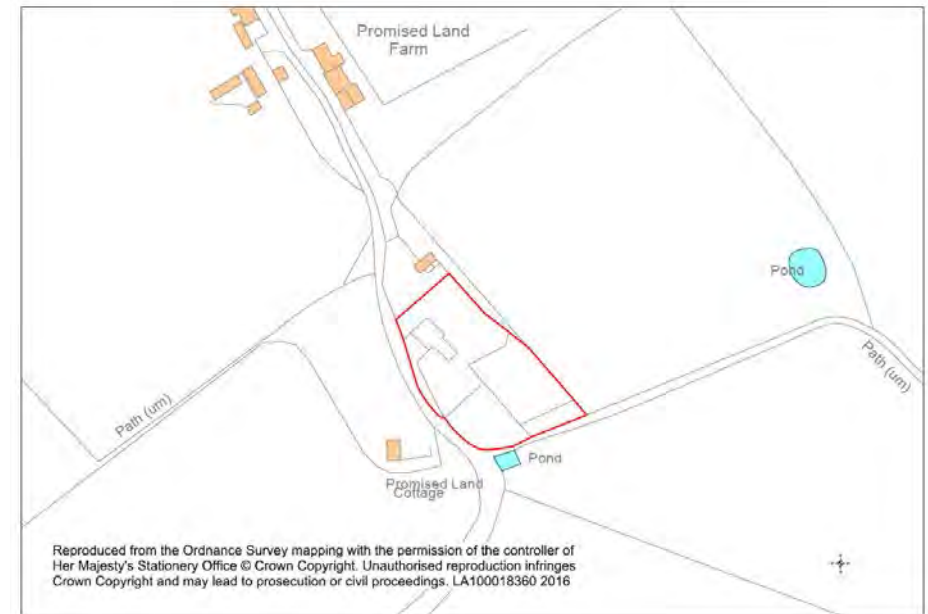 Promised Land
Farm
Pond
Path (um)
Path (um)
Pond
Promised Land
Cottage
Reproduced from the Ordnance Survey mapping with the permission of the controller of
Her Majesty's Stationery Office © Crown Copyright. Unauthorised reproduction infringes
Crown Copyright and may lead to prosecution or civil proceedings. LA100018360 2016